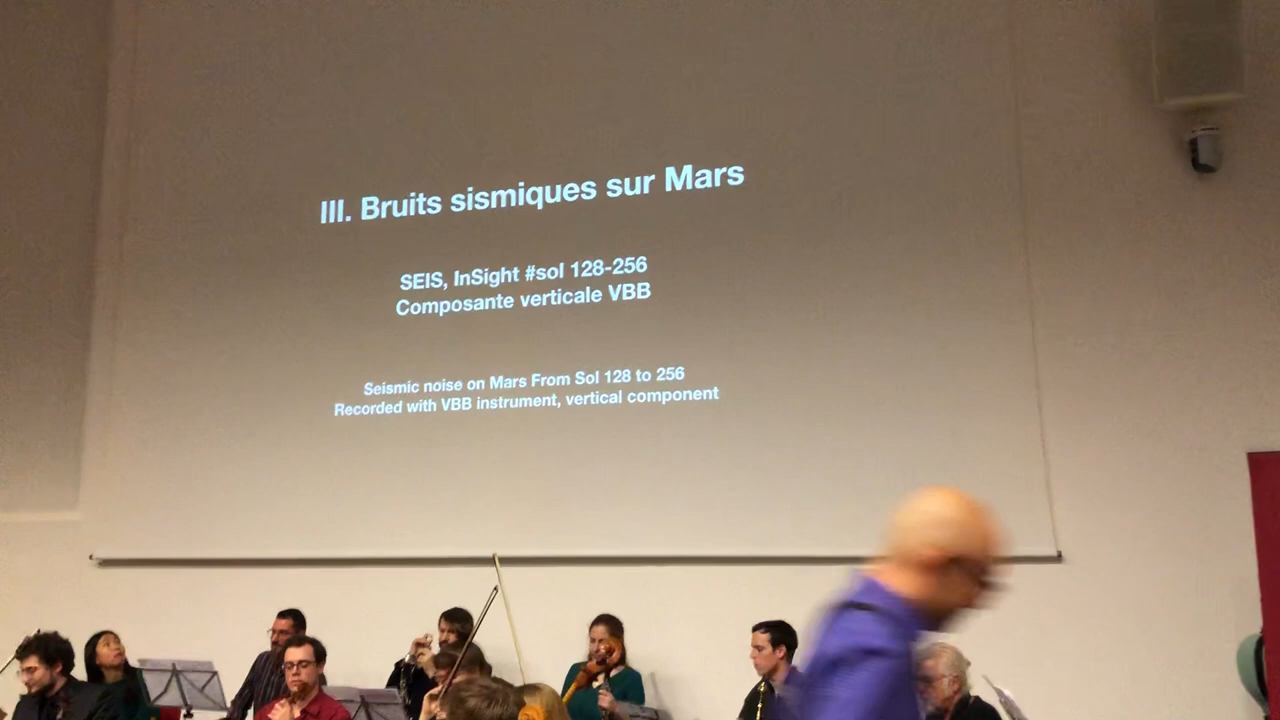 III. Bruits sismiques sur Mars
SEIS, InSight #sol 128-256
Composante verticale VBB
Seismic noise on Mars From Sol 128 to 256
Recorded with VBB instrument, vertical component